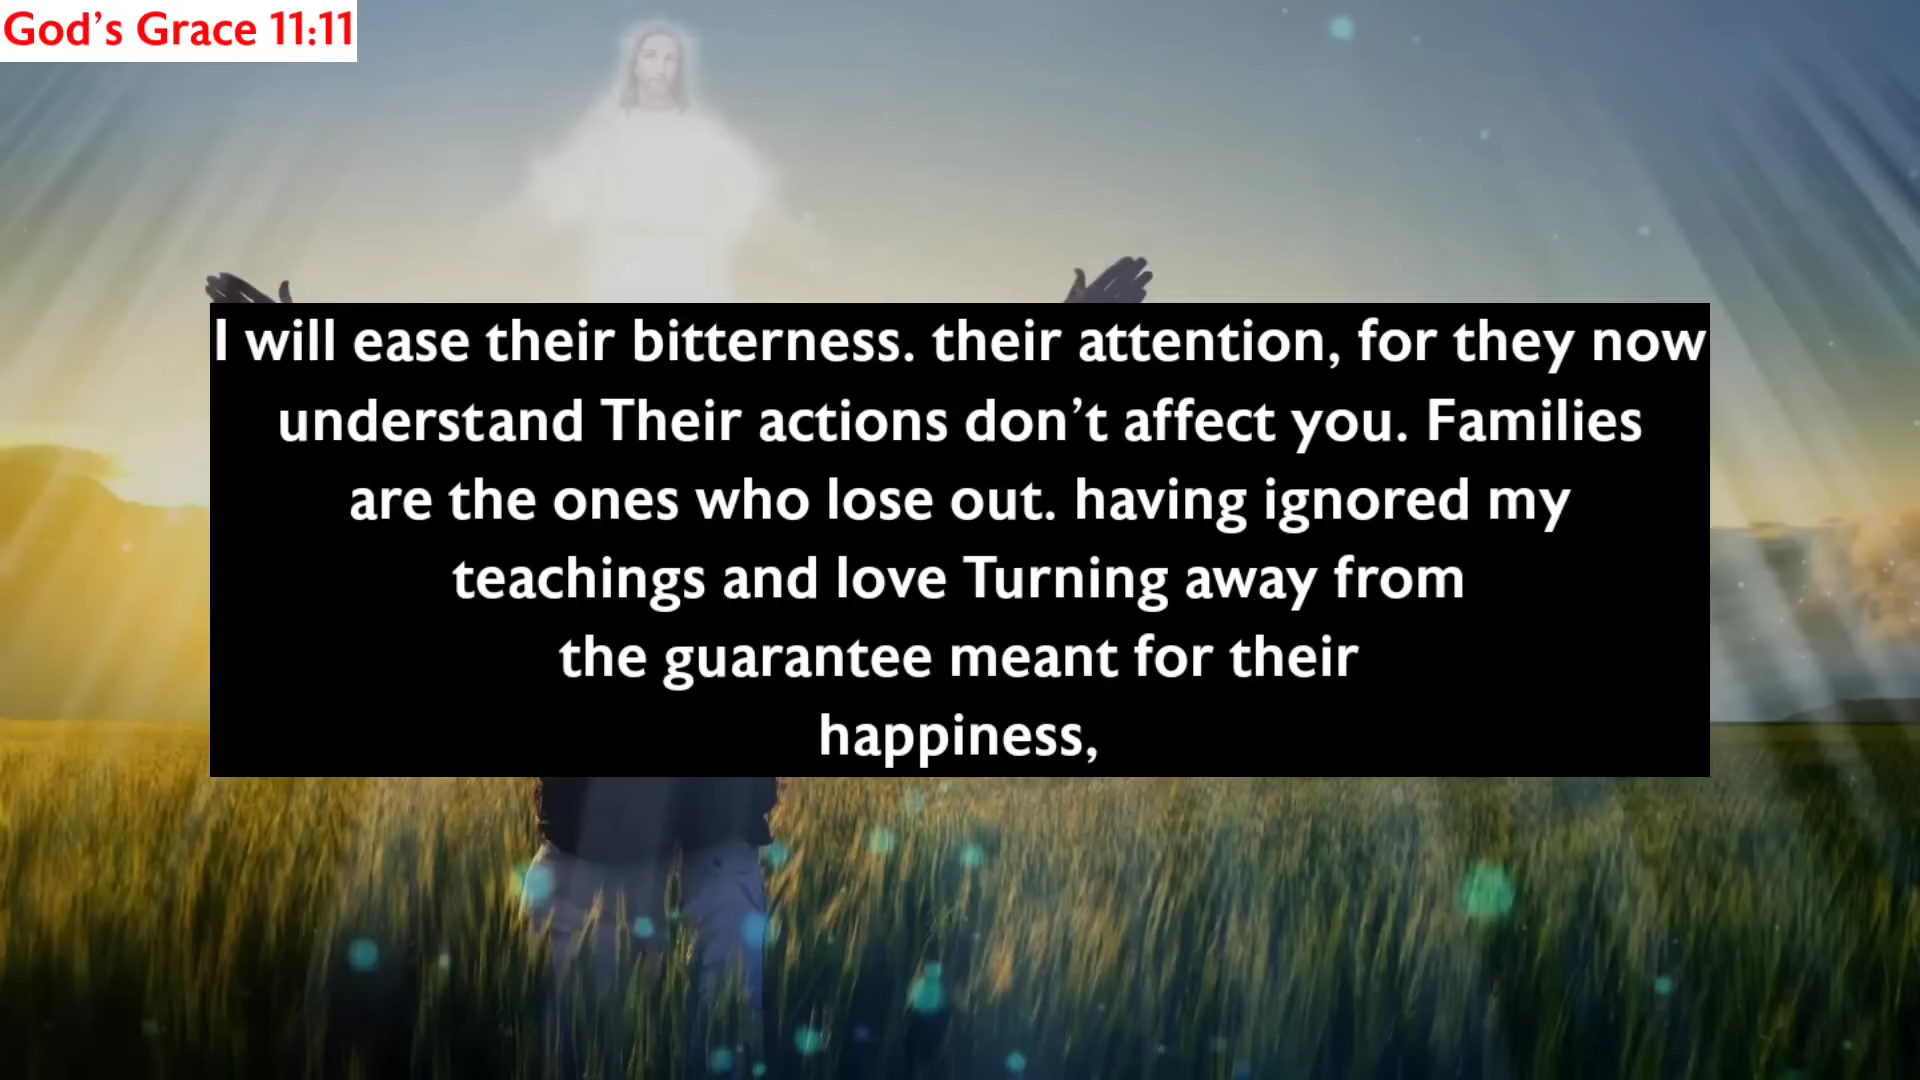 God’s Grace 11:11
I will ease their bitterness. their attention, for they now
understand Their actions don’t affect you. Families
are the ones who lose out. having ignored my
teachings and love Turning away from
the guarantee meant for their
happiness,